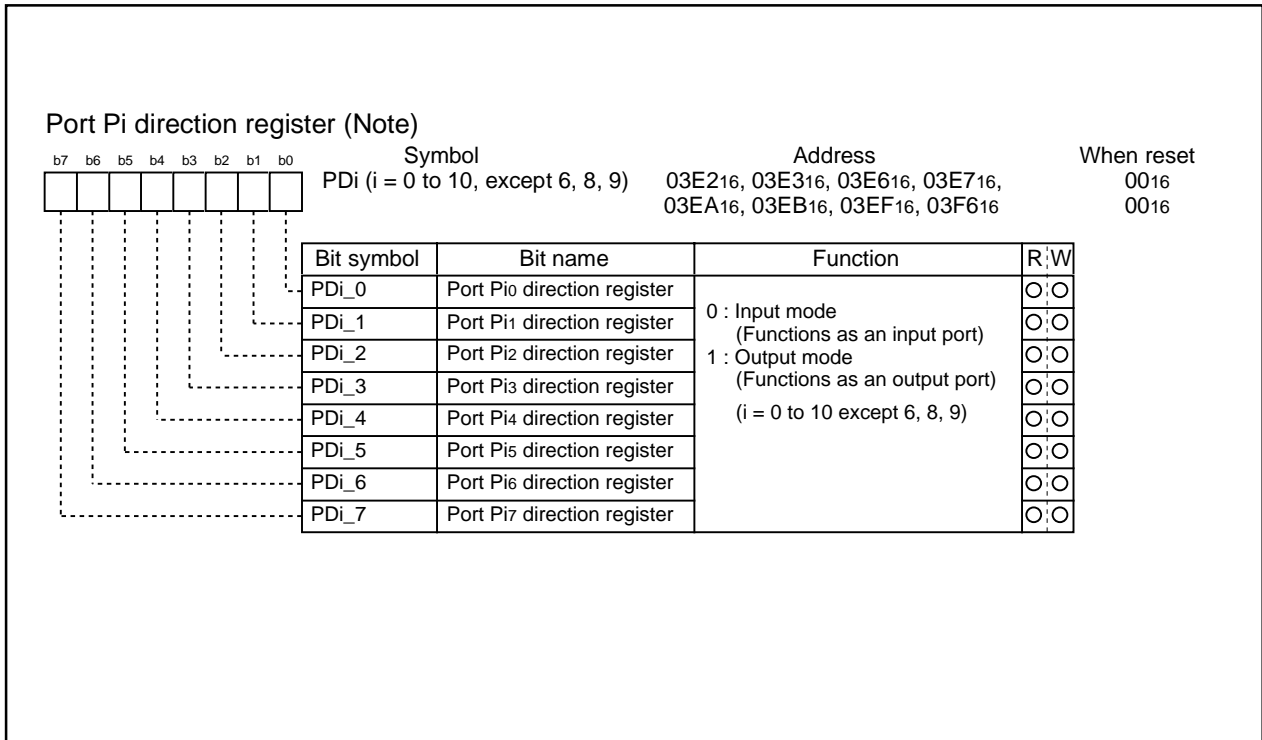 Port Pi direction register (Note)
b7 b6 b5 b4 b3 b2 b1 b0
Symbol Address When reset
PDi (i = 0 to 10, except 6, 8, 9) 03E216, 03E316, 03E616, 03E716, 0016
03EA16, 03EB16, 03EF16, 03F616 0016
Bit symbol Bit name Function R W
PDi_0 Port Pi0 direction register
PDi_1 Port Pi1 direction register
PDi_2 Port Pi2 direction register
PDi_3 Port Pi3 direction register
PDi_4 Port Pi4 direction register
PDi_5 Port Pi5 direction register
PDi_6 Port Pi6 direction register
PDi_7 Port Pi7 direction register
0 : Input mode
(Functions as an input port)
1 : Output mode
(Functions as an output port)
(i = 0 to 10 except 6, 8, 9)